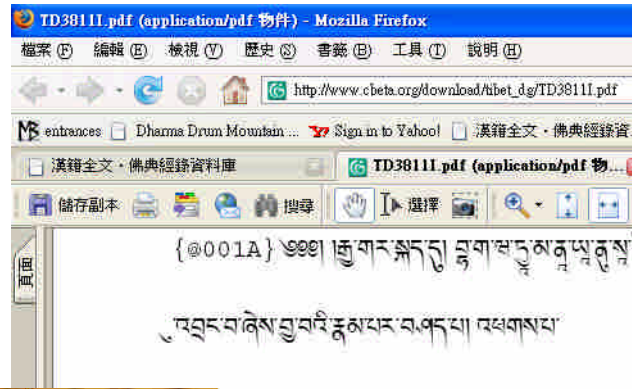 TD3811I.pdf (application/pdf 物件) - Mozilla Firefox
檔案(F) 編輯(E) 檢視(V) 歷史(S) 書籤(B) 工具(T) 說明(H)
http://www.cbeta.org/download/tibet_dg/TD3811I.pdf
entrances Dharma Drum Mountain ... Sign in to Yahoo! 漢籍全文・佛典經錄資
漢籍全文・佛典經錄資料庫 TD3811I.pdf (application/pdf 物...
儲存副本 搜尋 選擇
頁面
{@001A} ༄༅༅། །རྒྱ་གར་སྐད་དུ།
འབྲང་བ་ཞེས་བྱ་བའི་རྣམ་པར་བཤད་པ། འཕགས་པ་